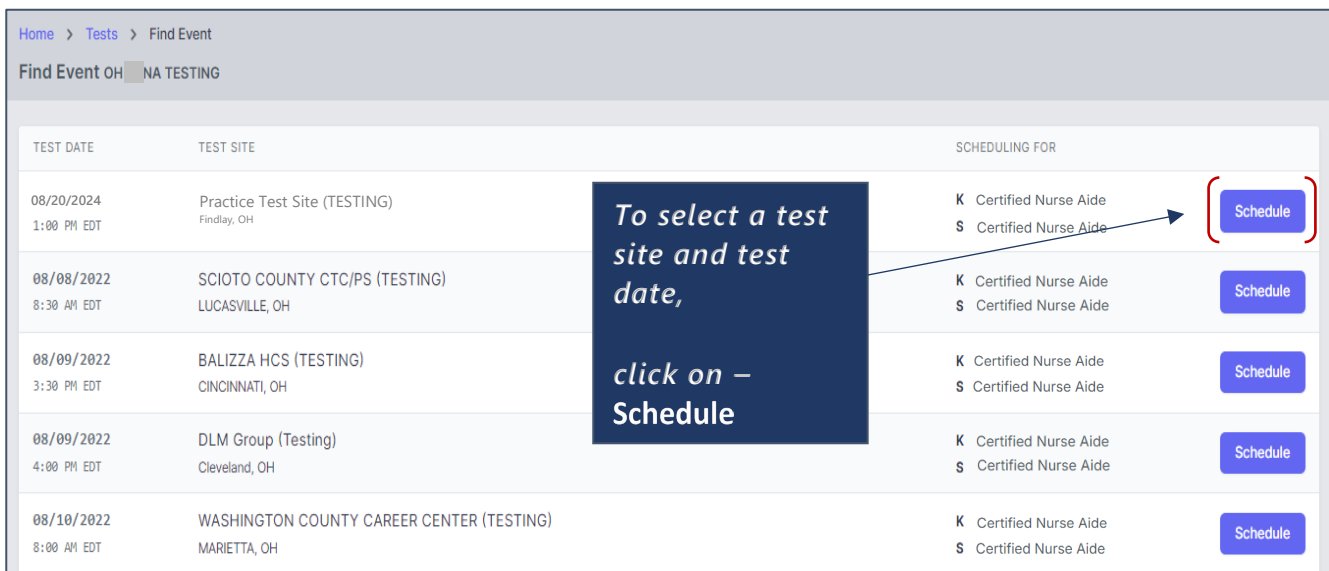 Home > Tests > Find Event
Find Event OH NA TESTING
TEST DATE TEST SITE SCHEDULING FOR
08/20/2024 Practice Test Site (TESTING) K Certified Nurse Aide
Findlay, OH
1:00 PM EDT S Certified Nurse Aide
Schedule
08/08/2022 SCIOTO COUNTY CTC/PS (TESTING) K Certified Nurse Aide
8:30 AM EDT LUCASVILLE, OH S Certified Nurse Aide
Schedule
08/09/2022 BALIZZA HCS (TESTING) K Certified Nurse Aide
3:30 PM EDT CINCINNATI, OH S Certified Nurse Aide
Schedule
08/09/2022 DLM Group (Testing) K Certified Nurse Aide
4:00 PM EDT Cleveland, OH S Certified Nurse Aide
Schedule
08/10/2022 WASHINGTON COUNTY CAREER CENTER (TESTING) K Certified Nurse Aide
8:00 AM EDT MARIETTA, OH S Certified Nurse Aide
Schedule
To select a test
site and test
date,
click on –
Schedule